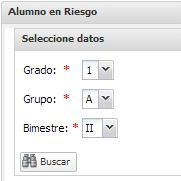 Alumno en Riesgo
Seleccione datos
Grado: * 1
Grupo: * A
Bimestre: * II
Buscar